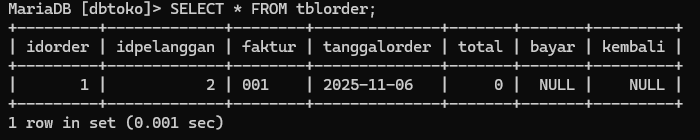 MariaDB [dbtoko]> SELECT * FROM tblorder;
+---------+-------------+--------+--------------+-------+-------+---------+
| idorder | idpelanggan | faktur | tanggalorder | total | bayar | kembali |
+---------+-------------+--------+--------------+-------+-------+---------+
|       1 |           2 | 001    | 2025-11-06   |     0 |  NULL |    NULL |
+---------+-------------+--------+--------------+-------+-------+---------+
1 row in set (0.001 sec)